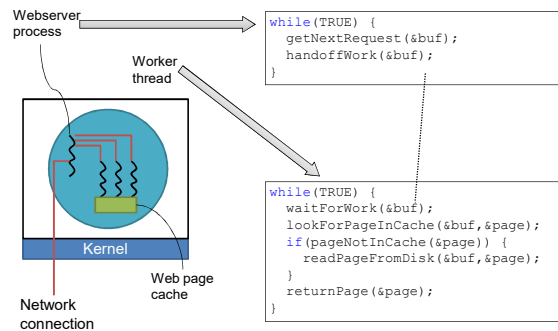 Webserver
process
while(TRUE) {
getNextRequest(&buf);
handoffWork(&buf);
}
Worker
thread
while(TRUE) {
waitForWork(&buf);
lookForPageInCache(&buf,&page);
if(pageNotInCache(&page)) {
readPageFromDisk(&buf,&page);
}
returnPage(&page);
}
Kernel
Web page
cache
Network
connection